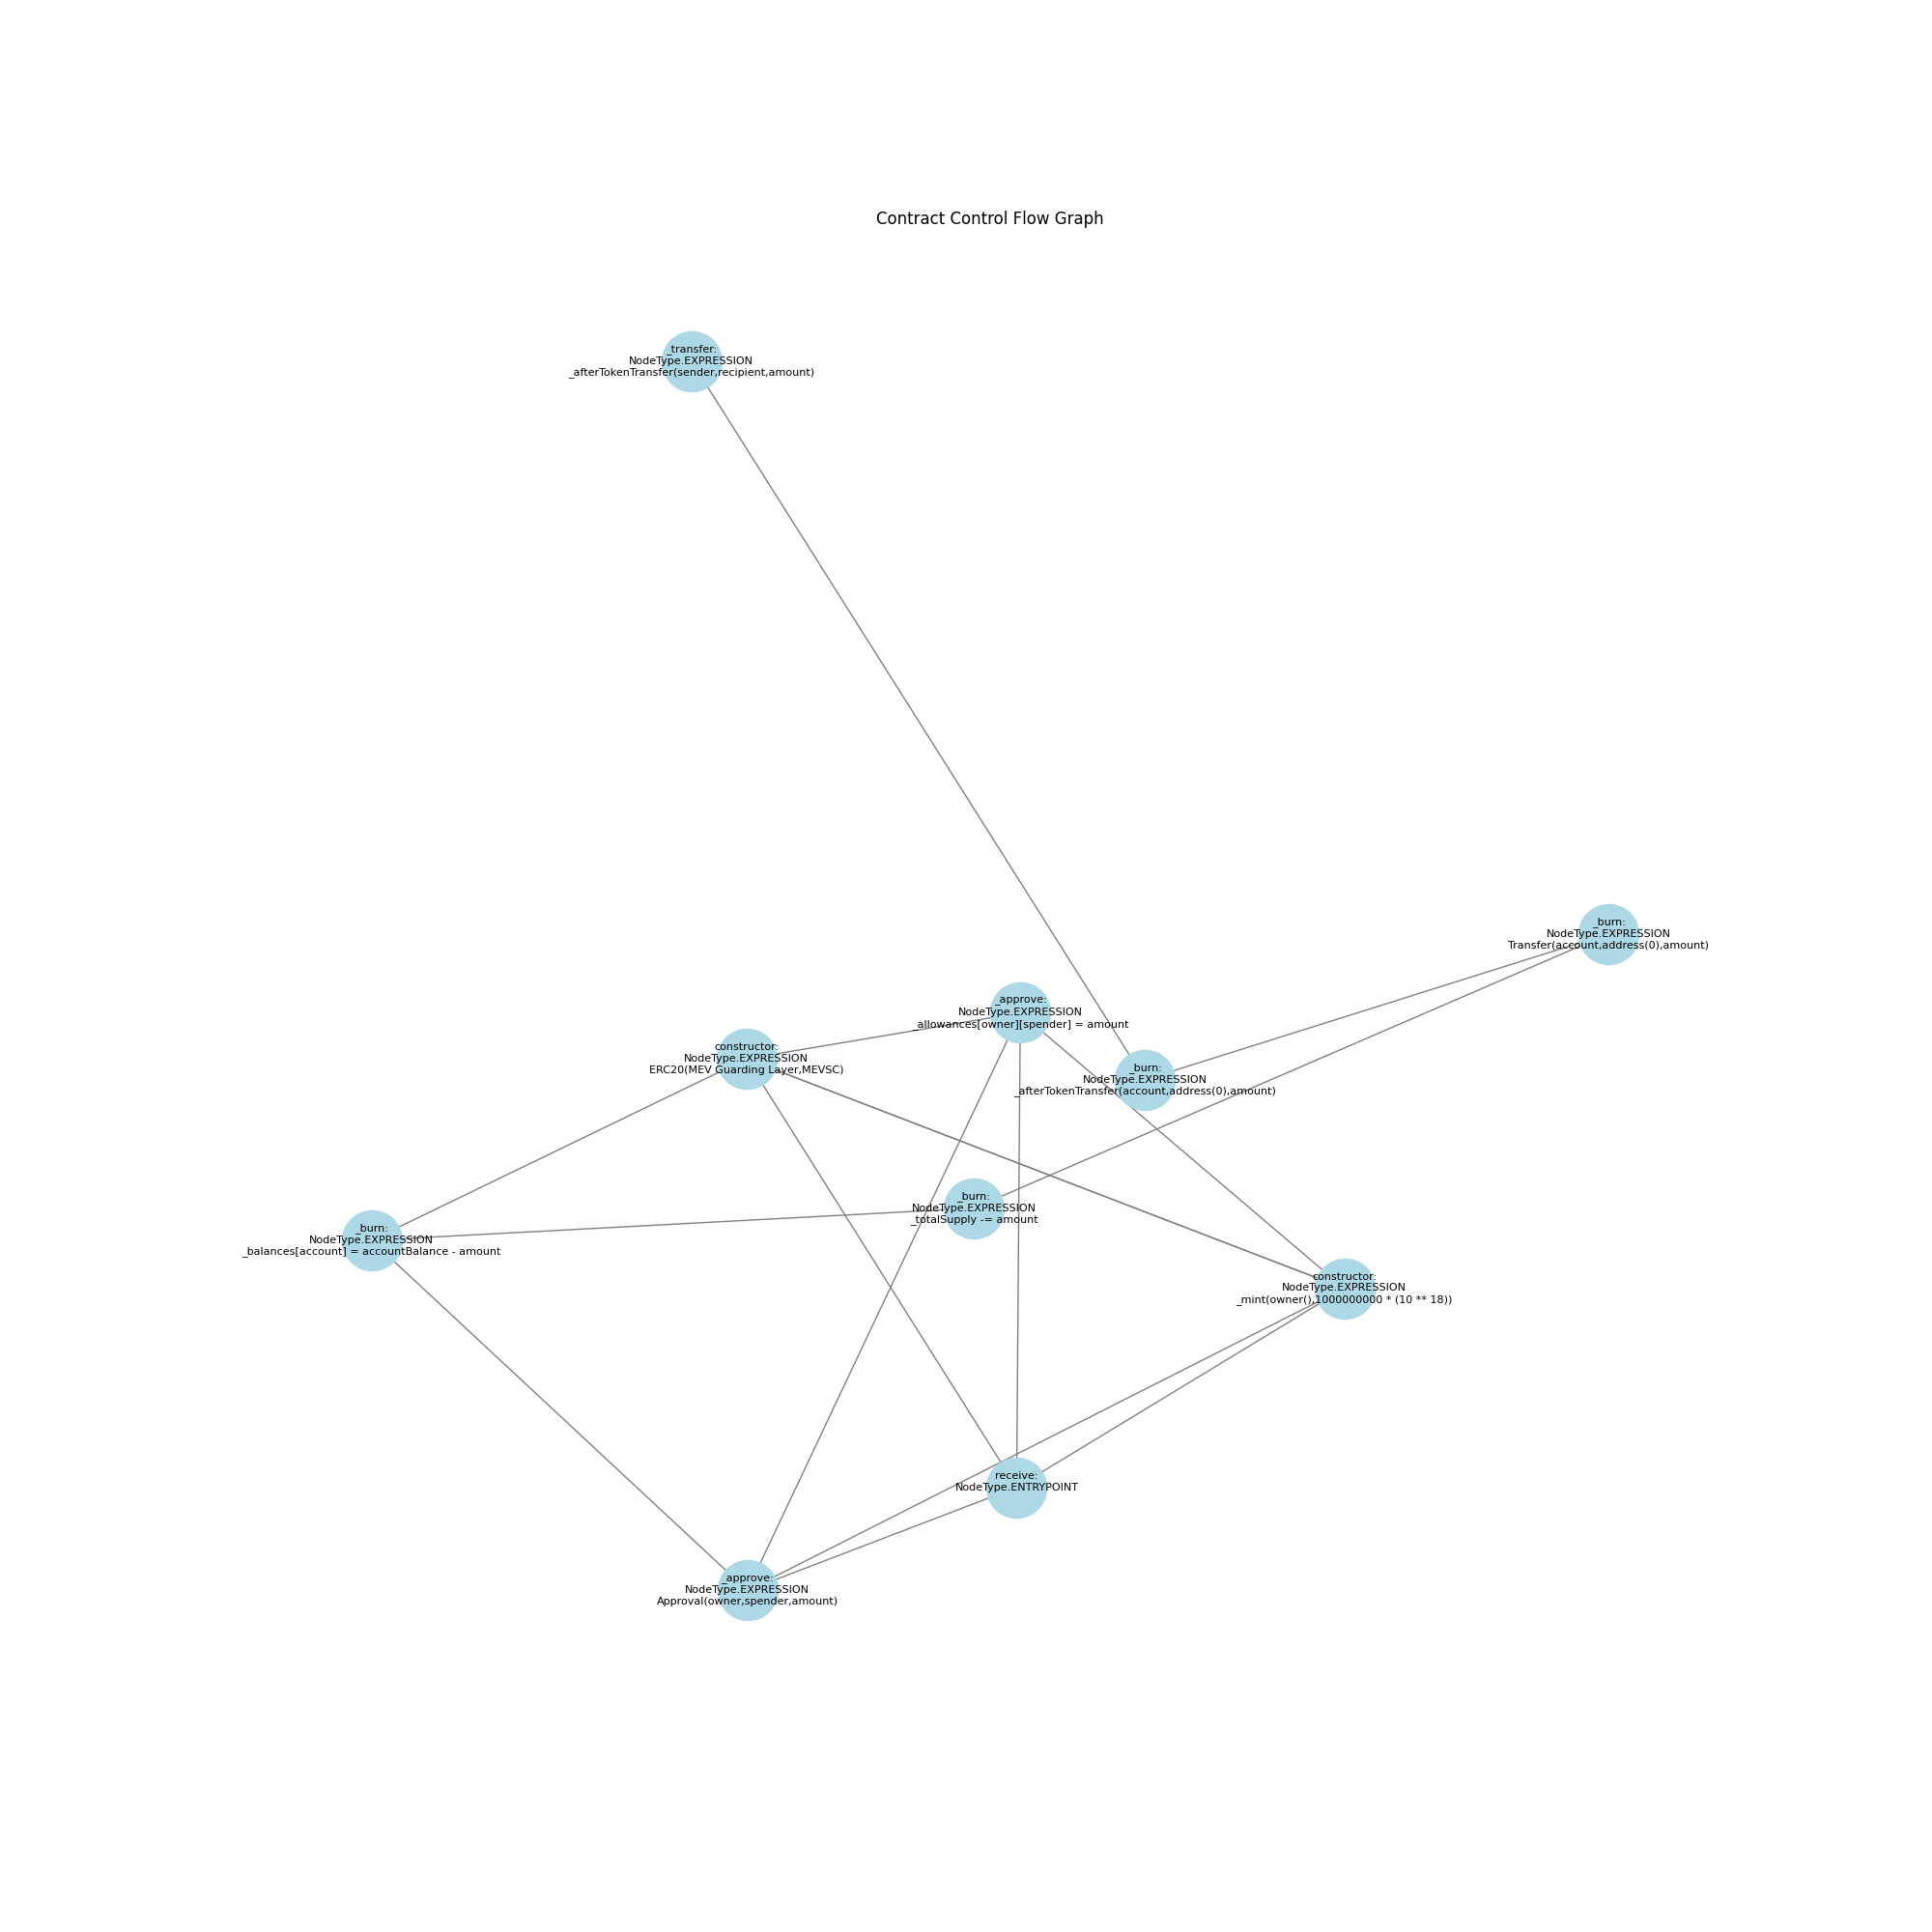 Contract Control Flow Graph
_transfer:
NodeType.EXPRESSION
_afterTokenTransfer(sender,recipient,amount)
_burn:
NodeType.EXPRESSION
Transfer(account,address(0),amount)
_approve:
NodeType.EXPRESSION
_allowances[owner][spender] = amount
constructor:
NodeType.EXPRESSION
ERC20(MEV Guarding Layer,MEVSC)
_burn:
NodeType.EXPRESSION
_afterTokenTransfer(account,address(0),amount)
_burn:
NodeType.EXPRESSION
_totalSupply -= amount
_burn:
NodeType.EXPRESSION
_balances[account] = accountBalance - amount
constructor:
NodeType.EXPRESSION
_mint(owner(),1000000000 * (10 ** 18))
receive:
NodeType.ENTRYPOINT
_approve:
NodeType.EXPRESSION
Approval(owner,spender,amount)